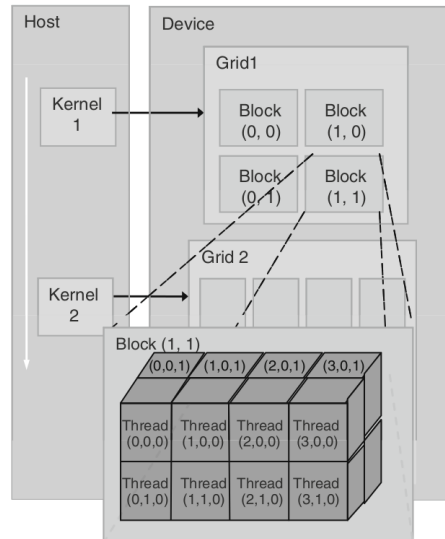 Host
Device
Grid1
Kernel
1
Block
(0, 0)
Block
(1, 0)
Block
(0, 1)
Block
(1, 1)
Grid 2
Kernel
2
Block (1, 1)
(0,0,1) (1,0,1) (2,0,1) (3,0,1)
Thread Thread Thread Thread
(0,0,0) (1,0,0) (2,0,0) (3,0,0)
Thread Thread Thread Thread
(0,1,0) (1,1,0) (2,1,0) (3,1,0)